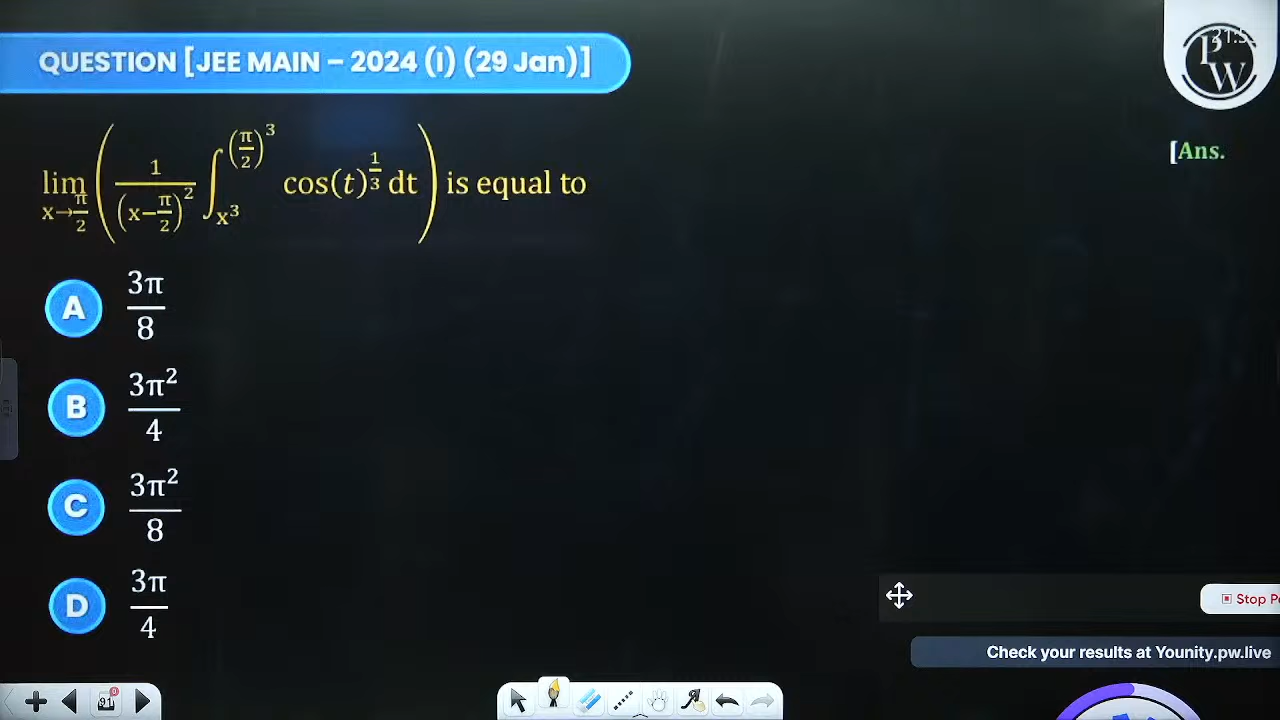 QUESTION [JEE MAIN – 2024 (I) (29 Jan)]
PW
[Ans.
lim x→π/2 (1/(x−π/2)² ∫_{x³}^{(π/2)³} cos(t)^{1/3} dt) is equal to
A 3π/8
B 3π²/4
C 3π²/8
D 3π/4
Stop
Check your results at Younity.pw.live
91